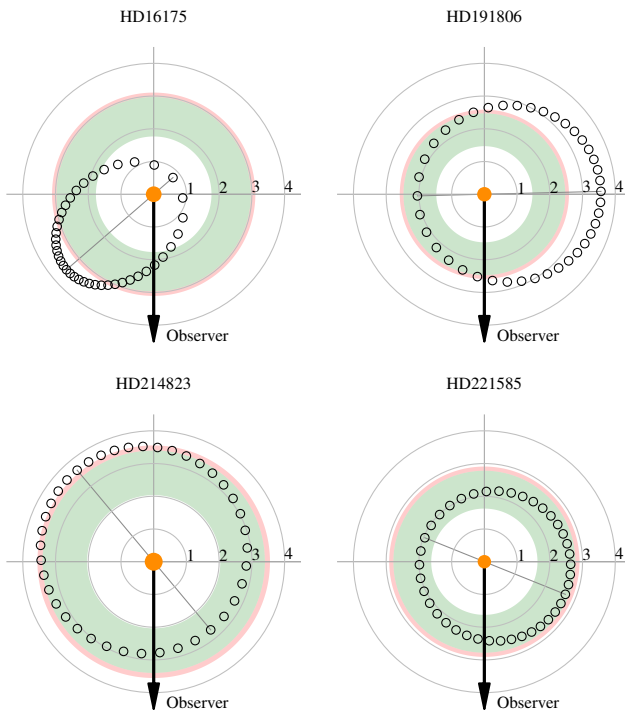 HD16175
1 2 3 4
Observer
HD191806
1 2 3 4
Observer
HD214823
1 2 3 4
Observer
HD221585
1 2 3 4
Observer